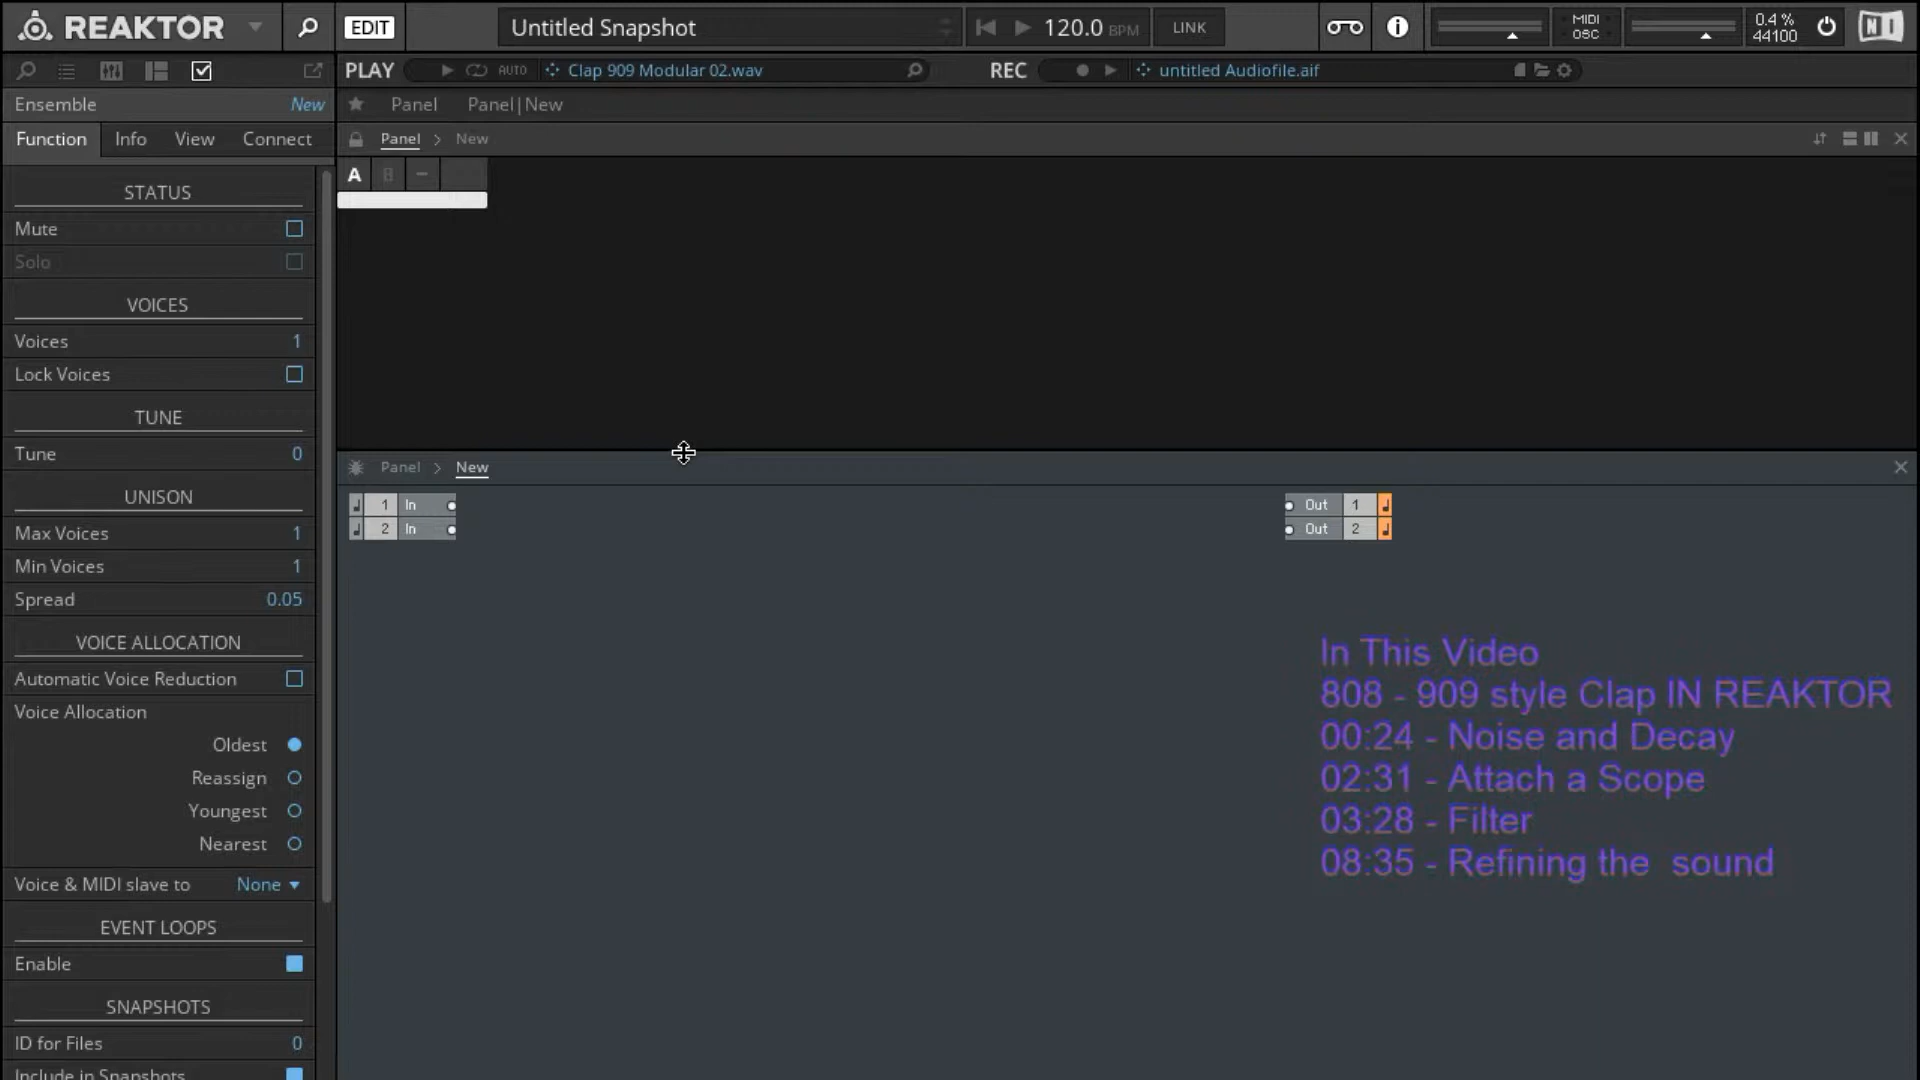 REAKTOR
EDIT
Untitled Snapshot
120.0 BPM
LINK
MIDI
OSC
0.4 %
44100
NI
PLAY
AUTO
Clap 909 Modular 02.wav
REC
untitled Audiofile.aif
Ensemble
New
Panel
Panel|New
Function
Info
View
Connect
Panel > New
A
B
STATUS
Mute
Solo
VOICES
Voices 1
Lock Voices
TUNE
Tune 0
UNISON
Max Voices 1
Min Voices 1
Spread 0.05
VOICE ALLOCATION
Automatic Voice Reduction
Voice Allocation
Oldest
Reassign
Youngest
Nearest
Voice & MIDI slave to None
EVENT LOOPS
Enable
SNAPSHOTS
ID for Files 0
Include in Snapshots
Panel > New
1 In
2 In
Out 1
Out 2
In This Video
808 - 909 style Clap IN REAKTOR
00:24 - Noise and Decay
02:31 - Attach a Scope
03:28 - Filter
08:35 - Refining the  sound